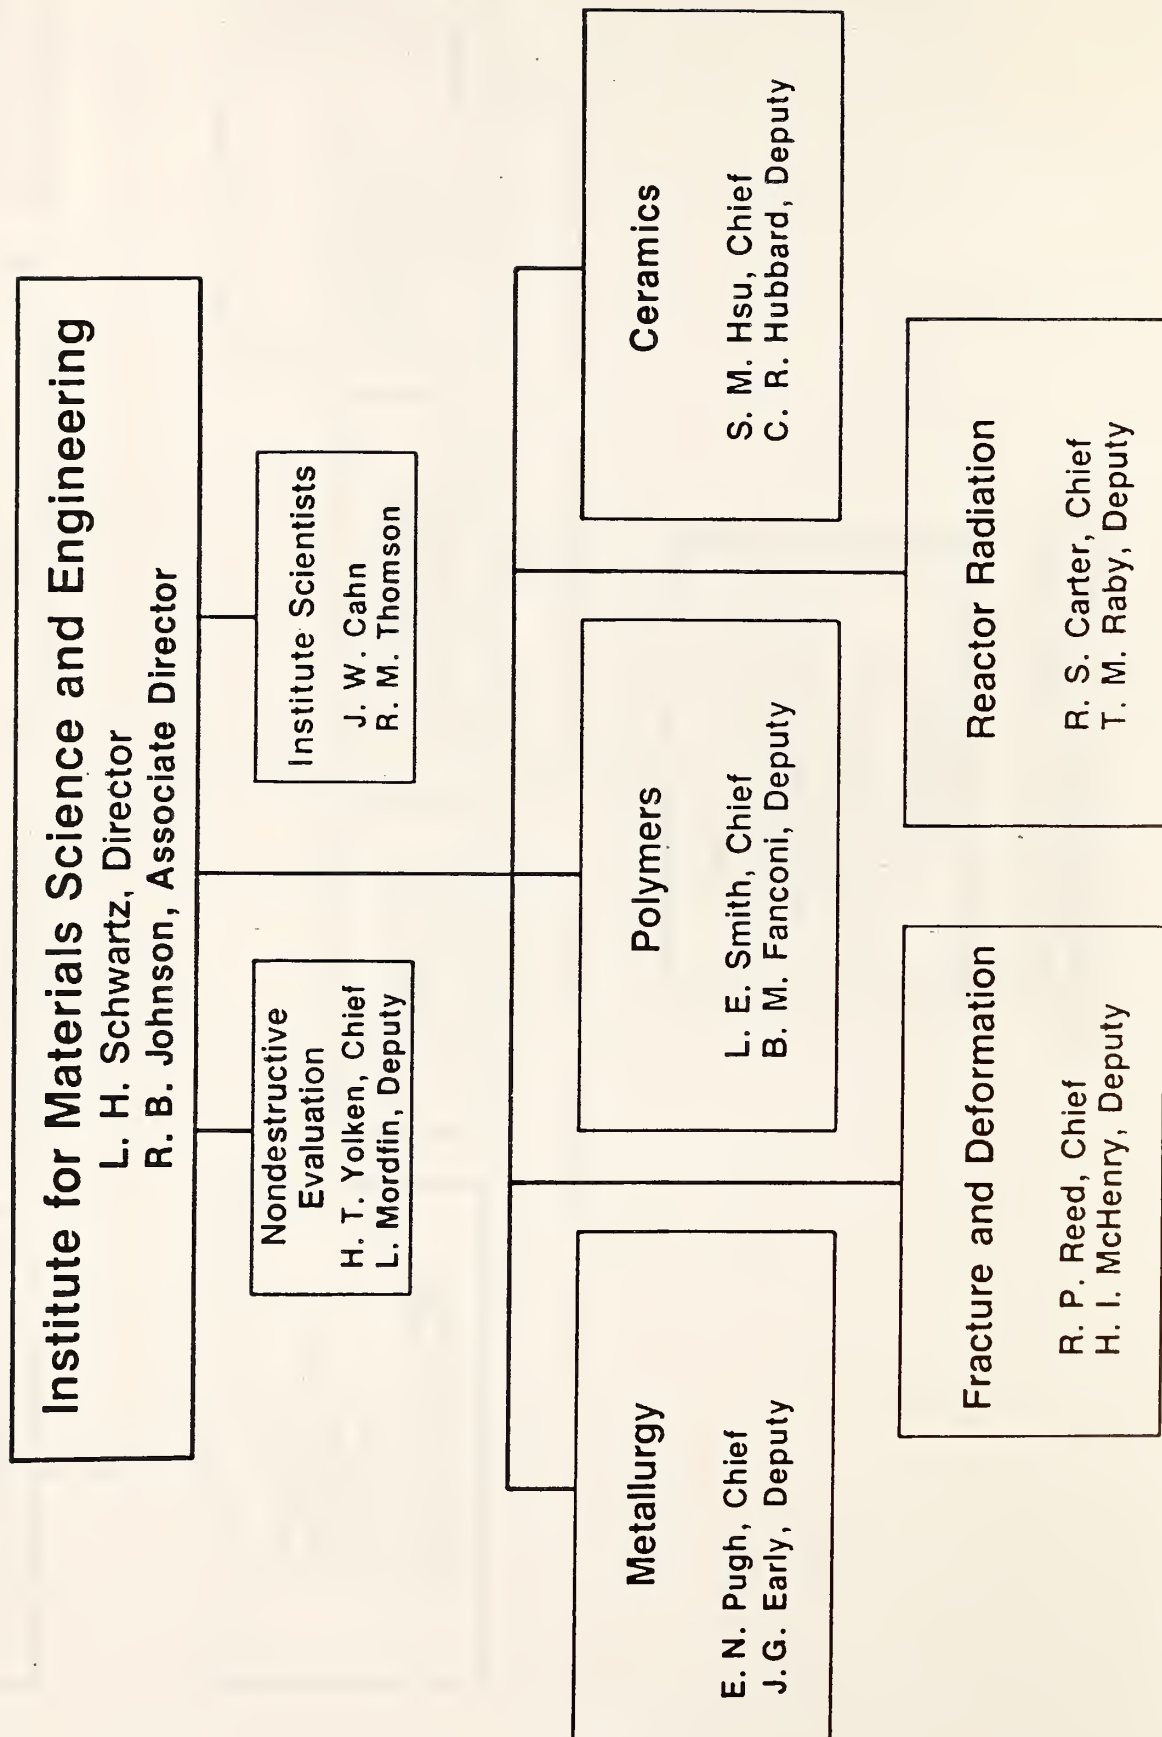 Institute for Materials Science and Engineering
L. H. Schwartz, Director
R. B. Johnson, Associate Director
Nondestructive
Evaluation
H. T. Yolken, Chief
L. Mordfin, Deputy
Institute Scientists
J. W. Cahn
R. M. Thomson
Metallurgy
E. N. Pugh, Chief
J. G. Early, Deputy
Polymers
L. E. Smith, Chief
B. M. Fanconi, Deputy
Ceramics
S. M. Hsu, Chief
C. R. Hubbard, Deputy
Fracture and Deformation
R. P. Reed, Chief
H. I. McHenry, Deputy
Reactor Radiation
R. S. Carter, Chief
T. M. Raby, Deputy